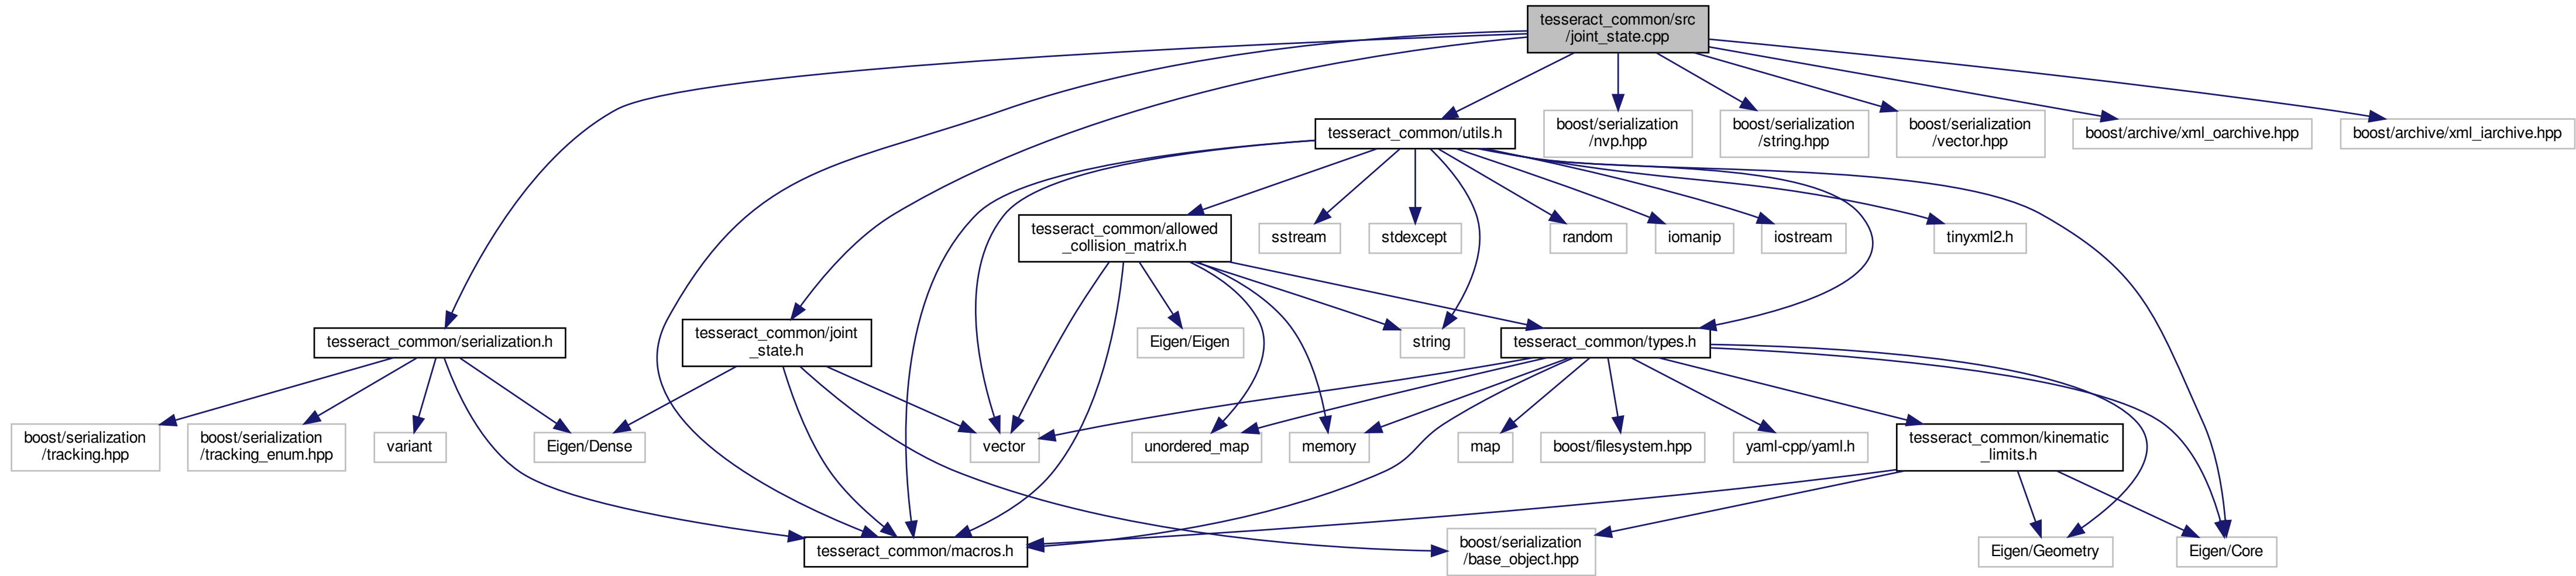 tesseract_common/src
/joint_state.cpp
tesseract_common/utils.h
boost/serialization
/nvp.hpp
boost/serialization
/string.hpp
boost/serialization
/vector.hpp
boost/archive/xml_oarchive.hpp
boost/archive/xml_iarchive.hpp
tesseract_common/allowed
_collision_matrix.h
sstream
stdexcept
random
iomanip
iostream
tinyxml2.h
tesseract_common/serialization.h
tesseract_common/joint
_state.h
Eigen/Eigen
string
tesseract_common/types.h
boost/serialization
/tracking.hpp
boost/serialization
/tracking_enum.hpp
variant
Eigen/Dense
vector
unordered_map
memory
map
boost/filesystem.hpp
yaml-cpp/yaml.h
tesseract_common/kinematic
_limits.h
tesseract_common/macros.h
boost/serialization
/base_object.hpp
Eigen/Geometry
Eigen/Core